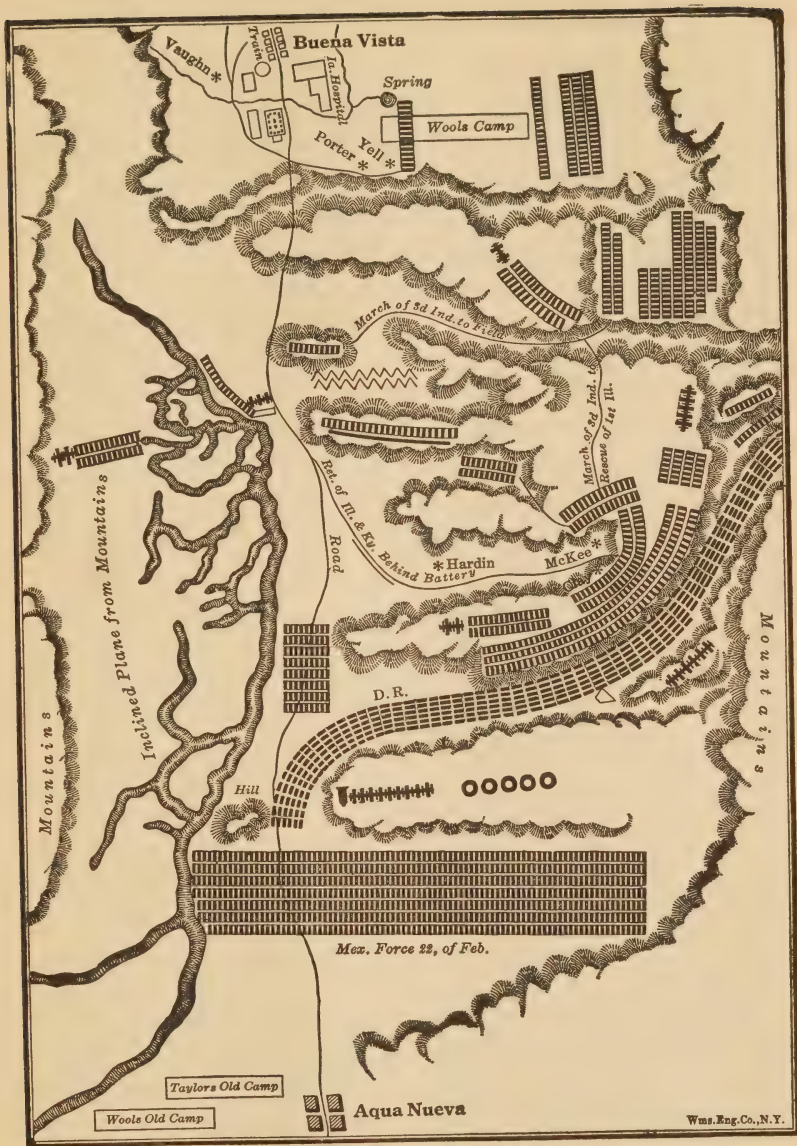 Buena Vista
Vaughn*
Train
Ia. Hospital
Spring
Wools Camp
Porter*
Yell*
March of 3d Ind. to Field
March of 3d Ind. to
Rescue of 1st Ill.
Ret. of Ill. & Ky. Behind Battery
Road
*Hardin
McKee*
Inclined Plane from Mountains
Mountains
Mountains
D.R.
Hill
Mex. Force 22, of Feb.
Taylors Old Camp
Wools Old Camp
Aqua Nueva
Wms.Eng.Co.,N.Y.